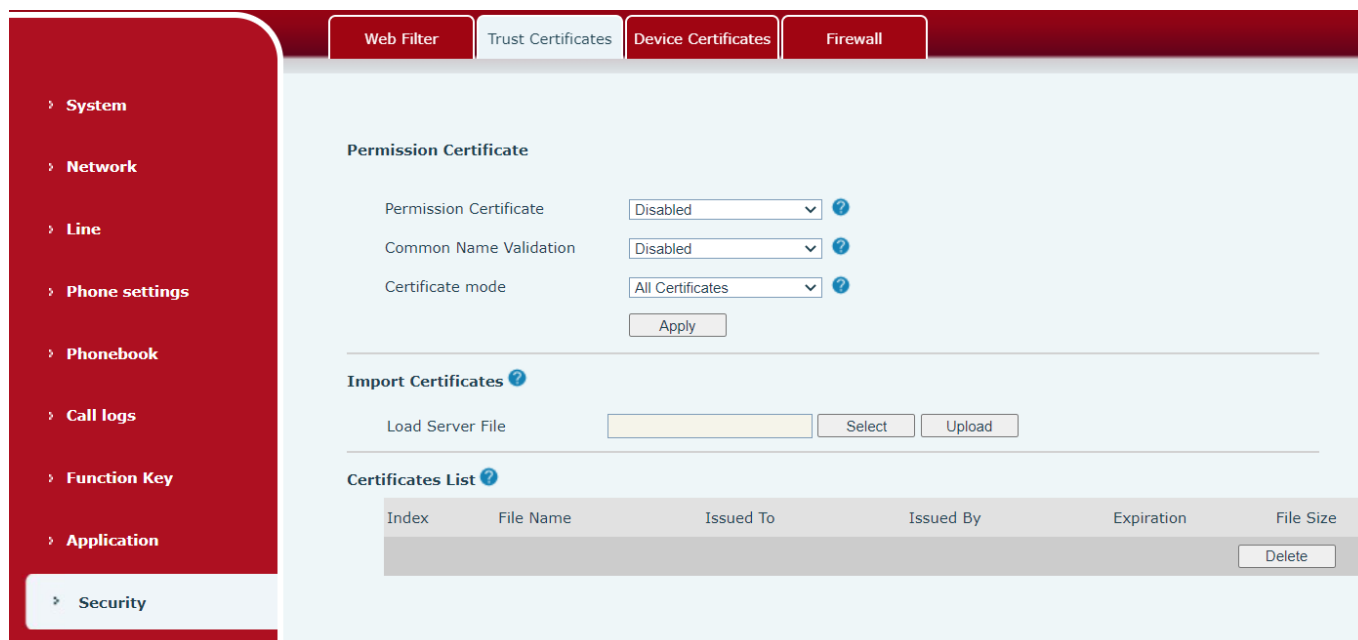 Web Filter Trust Certificates Device Certificates Firewall
System
Network
Line
Phone settings
Phonebook
Call logs
Function Key
Application
Security
Permission Certificate
Permission Certificate Disabled ?
Common Name Validation Disabled ?
Certificate mode All Certificates ?
Apply
Import Certificates ?
Load Server File Select Upload
Certificates List ?
Index File Name Issued To Issued By Expiration File Size
Delete